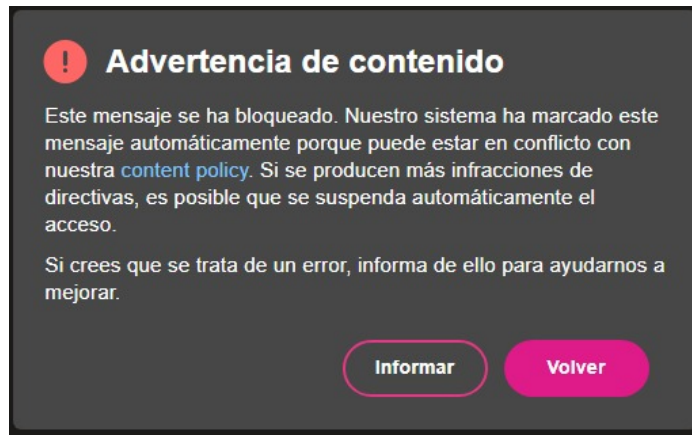 Advertencia de contenido
Este mensaje se ha bloqueado. Nuestro sistema ha marcado este
mensaje automáticamente porque puede estar en conflicto con
nuestra content policy. Si se producen más infracciones de
directivas, es posible que se suspenda automáticamente el
acceso.
Si crees que se trata de un error, informa de ello para ayudarnos a
mejorar.
Informar
Volver